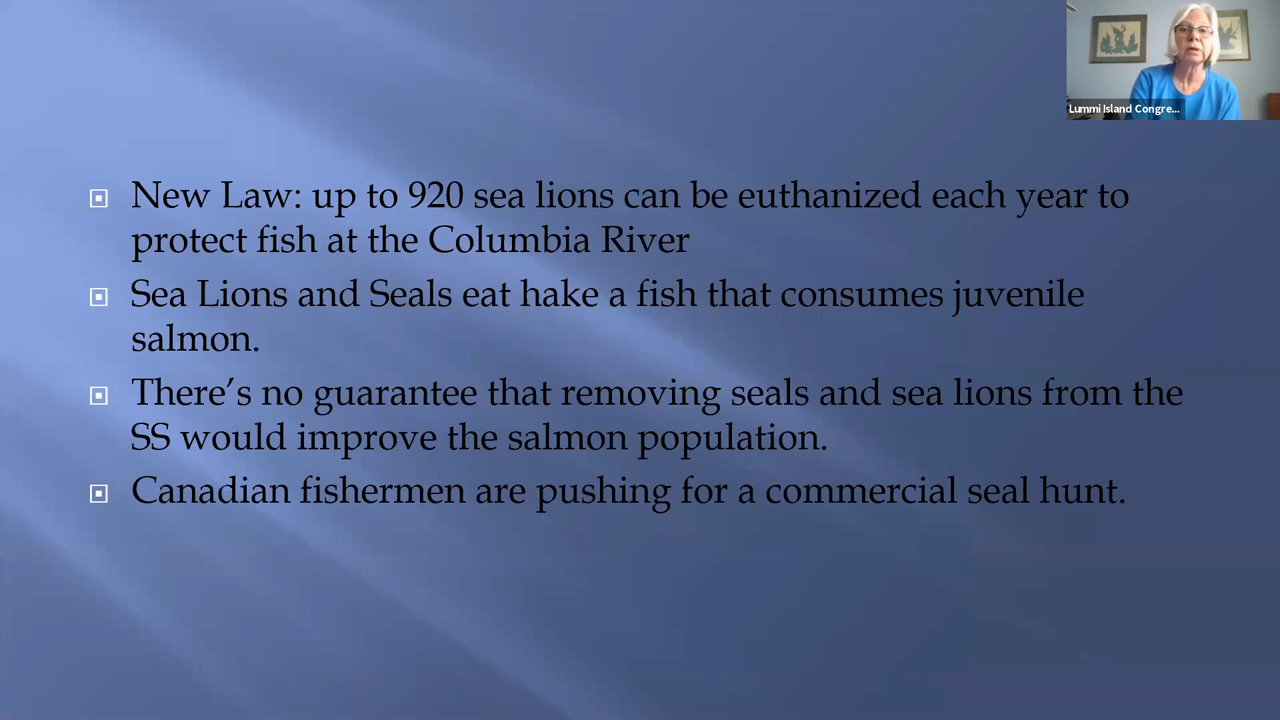 Lummi Island Congre...
New Law: up to 920 sea lions can be euthanized each year to
protect fish at the Columbia River
Sea Lions and Seals eat hake a fish that consumes juvenile
salmon.
There’s no guarantee that removing seals and sea lions from the
SS would improve the salmon population.
Canadian fishermen are pushing for a commercial seal hunt.